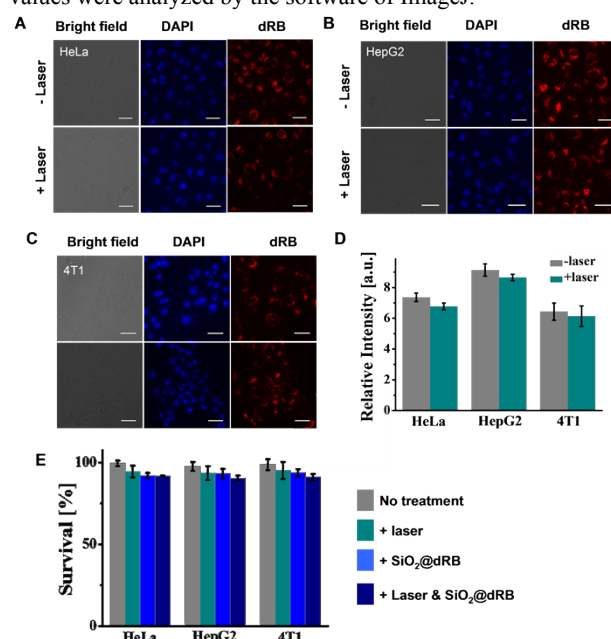 values were analyzed by the software of ImageJ.
A Bright field DAPI dRB
HeLa
- Laser
+ Laser
B Bright field DAPI dRB
HepG2
- Laser
+ Laser
C Bright field DAPI dRB
4T1
D
-laser
+laser
Relative Intensity [a.u.]
8
6
4
2
0
HeLa HepG2 4T1
E
Survival [%]
100
50
0
HeLa HepG2 4T1
No treatment
+ laser
+ SiO2@dRB
+ Laser & SiO2@dRB